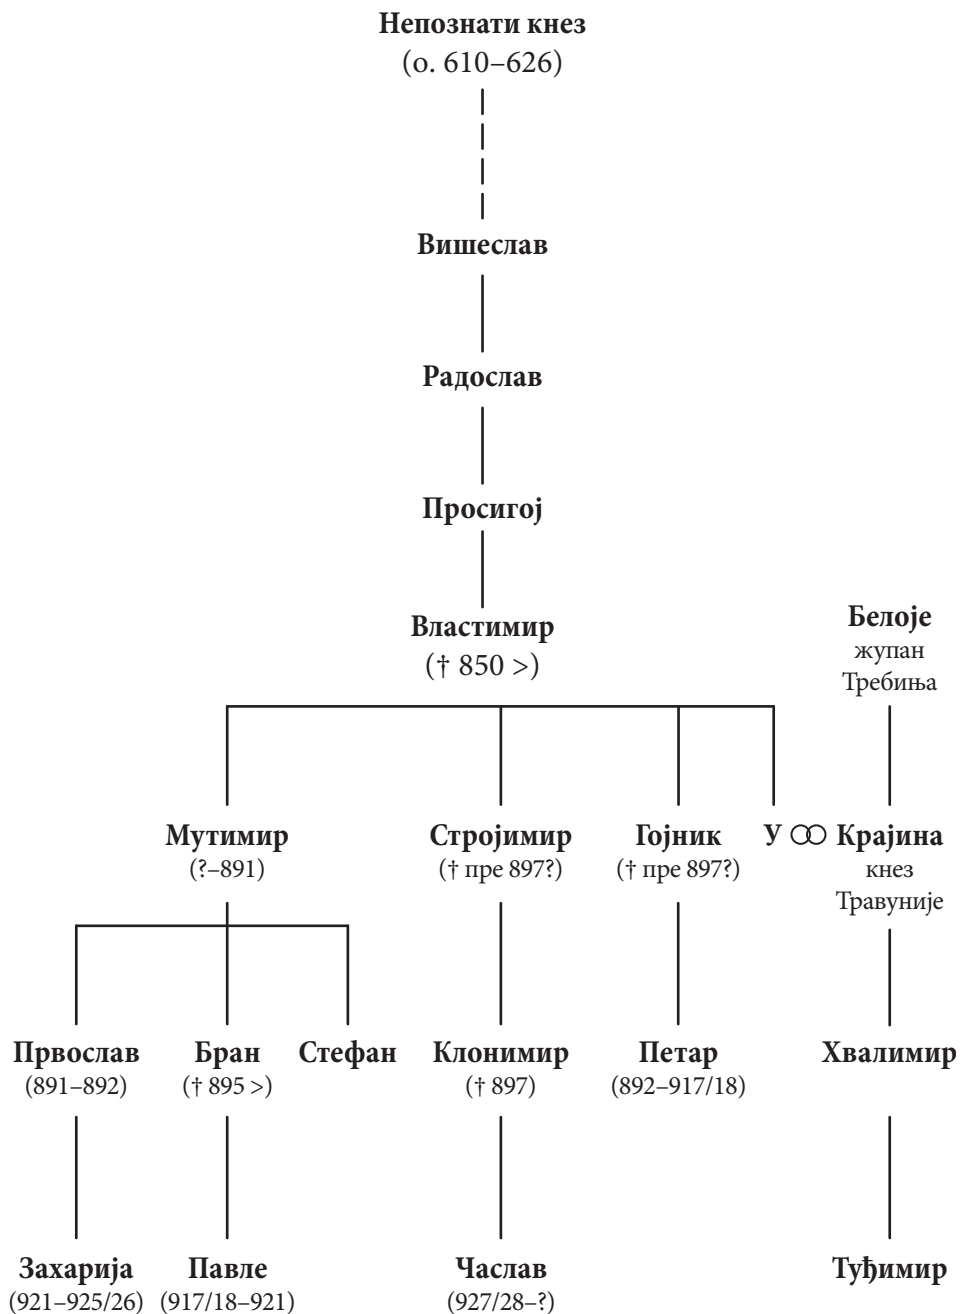 Непознати кнез
(о. 610–626)
Вишеслав
Радослав
Просигој
Властимир
(† 850 >)
Белоје
жупан
Требиња
Мутимир
(?–891)
Стројимир
(† пре 897?)
Гојник
(† пре 897?)
У
Крајина
кнез
Травуније
Првослав
(891–892)
Бран
(† 895 >)
Стефан
Клонимир
(† 897)
Петар
(892–917/18)
Хвалимир
Захарија
(921–925/26)
Павле
(917/18–921)
Часлав
(927/28–?)
Туђимир